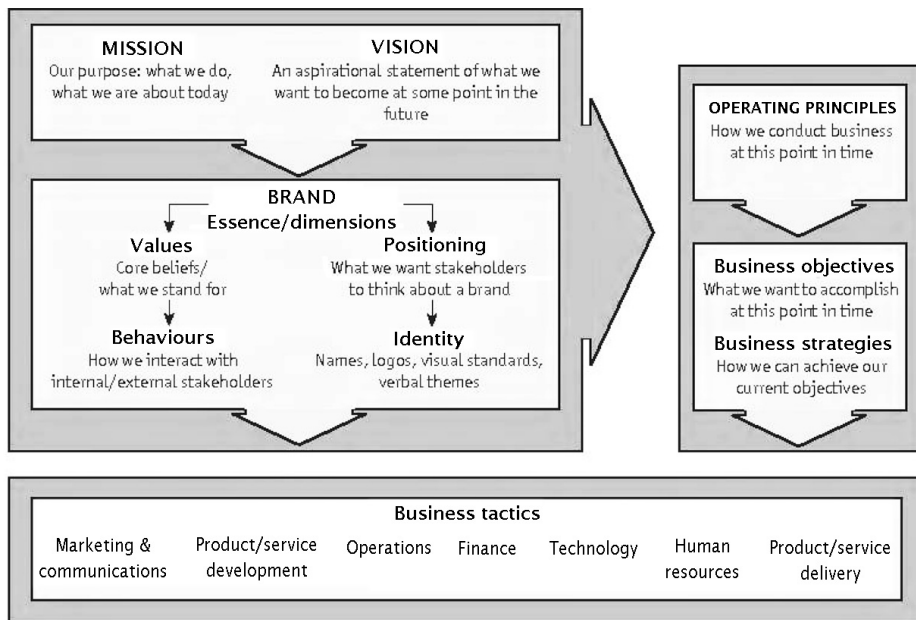 MISSION
Our purpose: what we do,
what we are about today
VISION
An aspirational statement of what we
want to become at some point in the
future
BRAND
Essence/dimensions
Values
Core beliefs/
what we stand for
Behaviours
How we interact with
internal/external stakeholders
Positioning
What we want stakeholders
to think about a brand
Identity
Names, logos, visual standards,
verbal themes
OPERATING PRINCIPLES
How we conduct business
at this point in time
Business objectives
What we want to accomplish
at this point in time
Business strategies
How we can achieve our
current objectives
Business tactics
Marketing &
communications
Product/service
development
Operations
Finance
Technology
Human
resources
Product/service
delivery